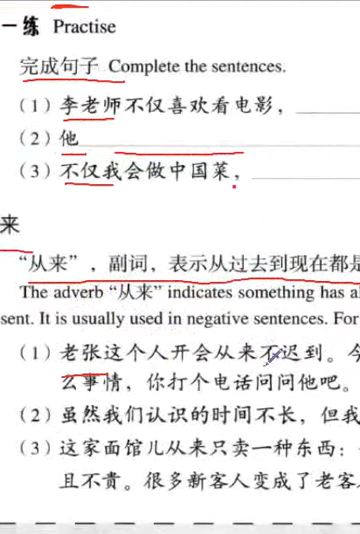 一练 Practise
完成句子 Complete the sentences.
(1) 李老师不仅喜欢看电影，
(2) 他
(3) 不仅我会做中国菜，
来
“从来”，副词，表示从过去到现在都是
The adverb “从来” indicates something has al
sent. It is usually used in negative sentences. For
(1) 老张这个人开会从来不迟到。今
么事情，你打个电话问问他吧。
(2) 虽然我们认识的时间不长，但我
(3) 这家面馆儿从来只卖一种东西：
且不贵。很多新客人变成了老客